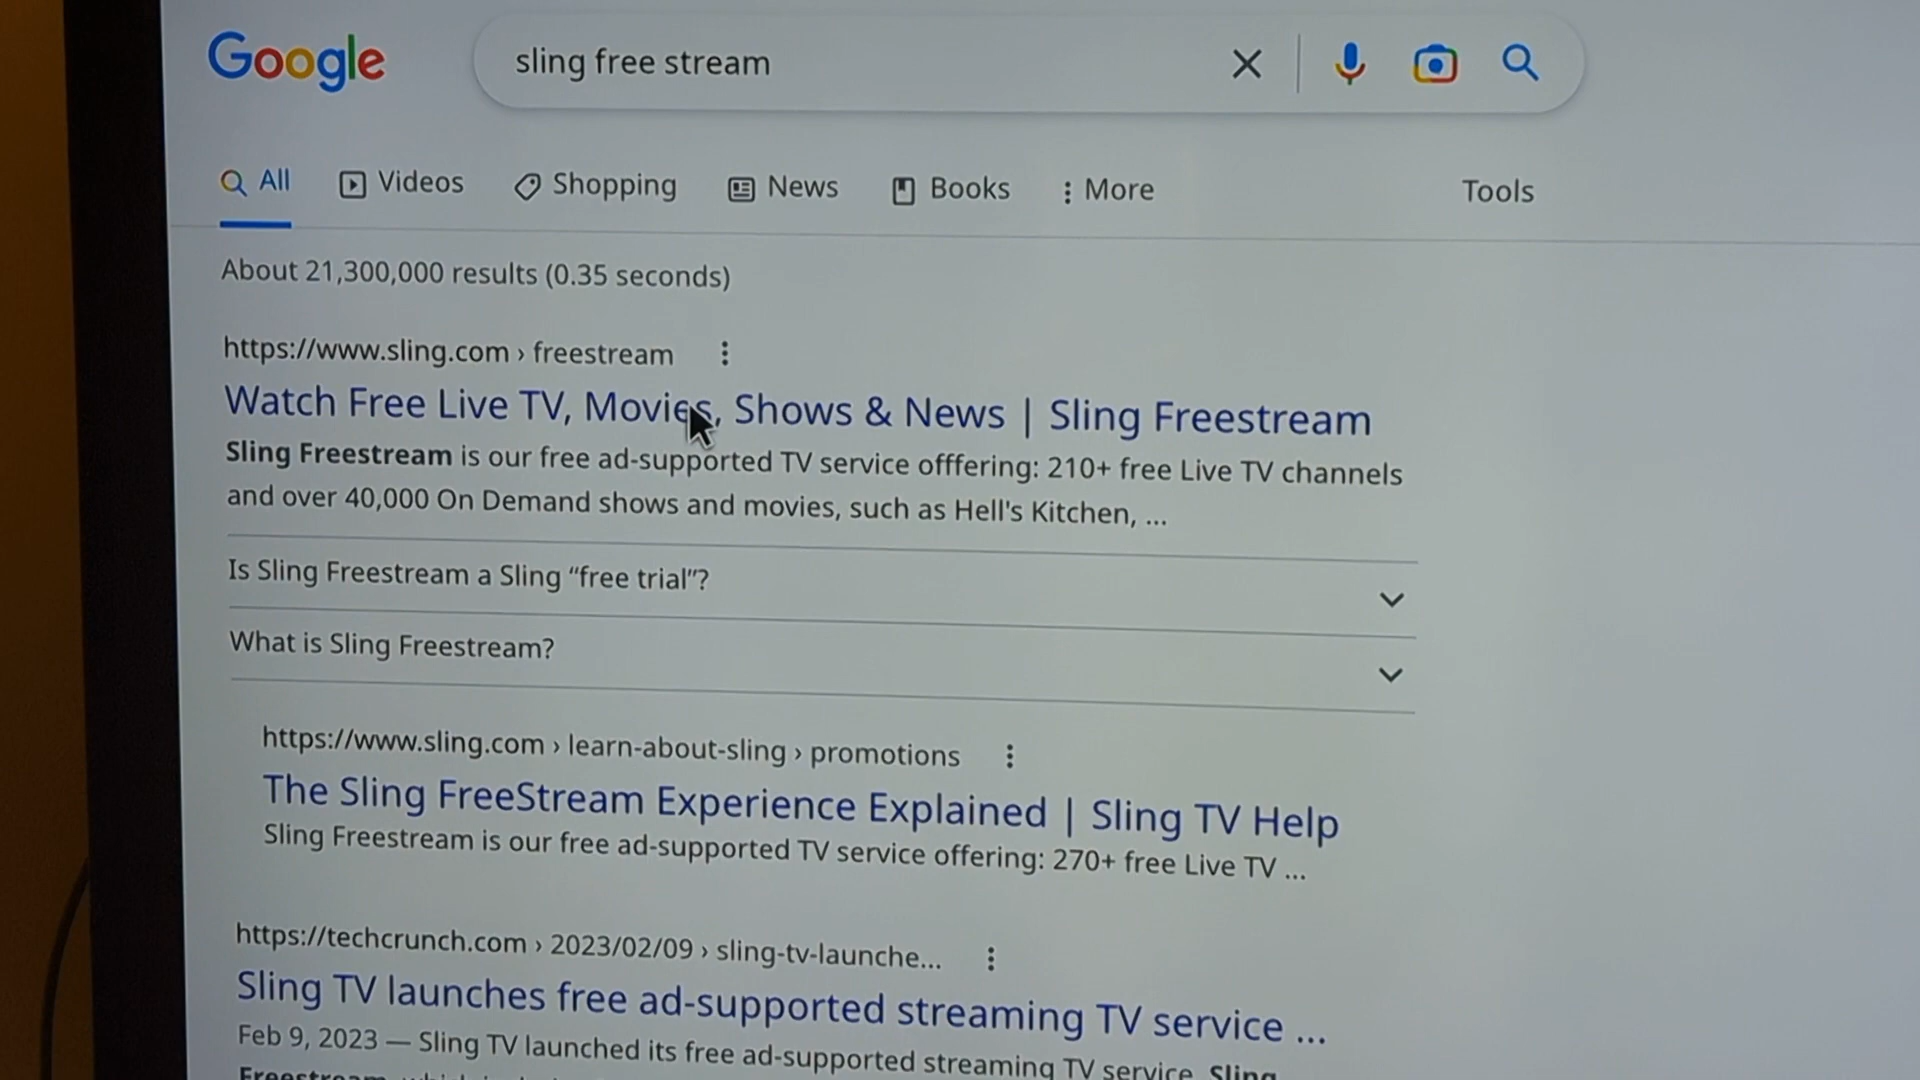 Google
sling free stream
All Videos Shopping News Books More Tools
About 21,300,000 results (0.35 seconds)
https://www.sling.com › freestream
Watch Free Live TV, Movies, Shows & News | Sling Freestream
Sling Freestream is our free ad-supported TV service offfering: 210+ free Live TV channels
and over 40,000 On Demand shows and movies, such as Hell's Kitchen, ...
Is Sling Freestream a Sling “free trial”?
What is Sling Freestream?
https://www.sling.com › learn-about-sling › promotions
The Sling FreeStream Experience Explained | Sling TV Help
Sling Freestream is our free ad-supported TV service offering: 270+ free Live TV ...
https://techcrunch.com › 2023/02/09 › sling-tv-launche...
Sling TV launches free ad-supported streaming TV service ...
Feb 9, 2023 — Sling TV launched its free ad-supported streaming TV service, Sling
Freestream